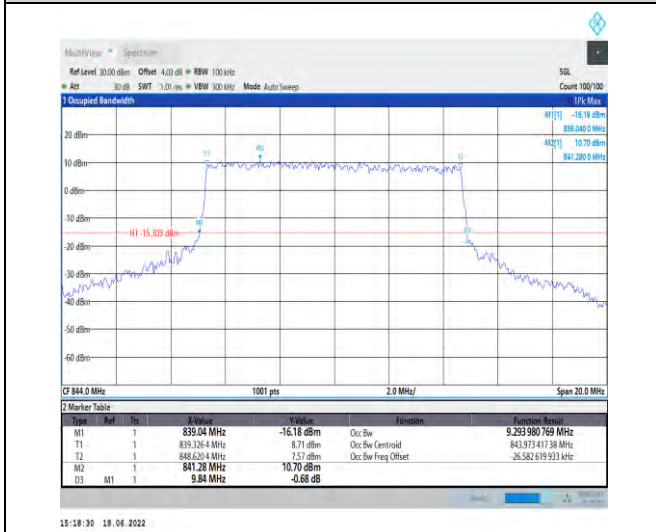 MultiView Spectrum
Ref Level 30.00 dBm Offset 4.03 dB RBW 100 kHz SGL
Att 30 dB SWT 1.01 ms VBW 300 kHz Mode Auto Sweep Count 100/100
1 Occupied Bandwidth 1Pk Max
M1[1] -16.18 dBm
839.040 0 MHz
M2[1] 10.70 dBm
841.280 0 MHz
20 dBm
T1 M2 T2
10 dBm
0 dBm
-10 dBm
H1 -15.303 dBm
-20 dBm
-30 dBm
-40 dBm
-50 dBm
-60 dBm
CF 844.0 MHz 1001 pts 2.0 MHz/ Span 20.0 MHz
2 Marker Table
Type Ref Trc X-Value Y-Value Function Function Result
M1 1 839.04 MHz -16.18 dBm Occ Bw 9.293 980 769 MHz
T1 1 839.326 4 MHz 8.71 dBm Occ Bw Centroid 843.973 417 38 MHz
T2 1 848.620 4 MHz 7.57 dBm Occ Bw Freq Offset -26.582 619 933 kHz
M2 1 841.28 MHz 10.70 dBm
D3 M1 1 9.84 MHz -0.68 dB
15:18:30 18.06.2022